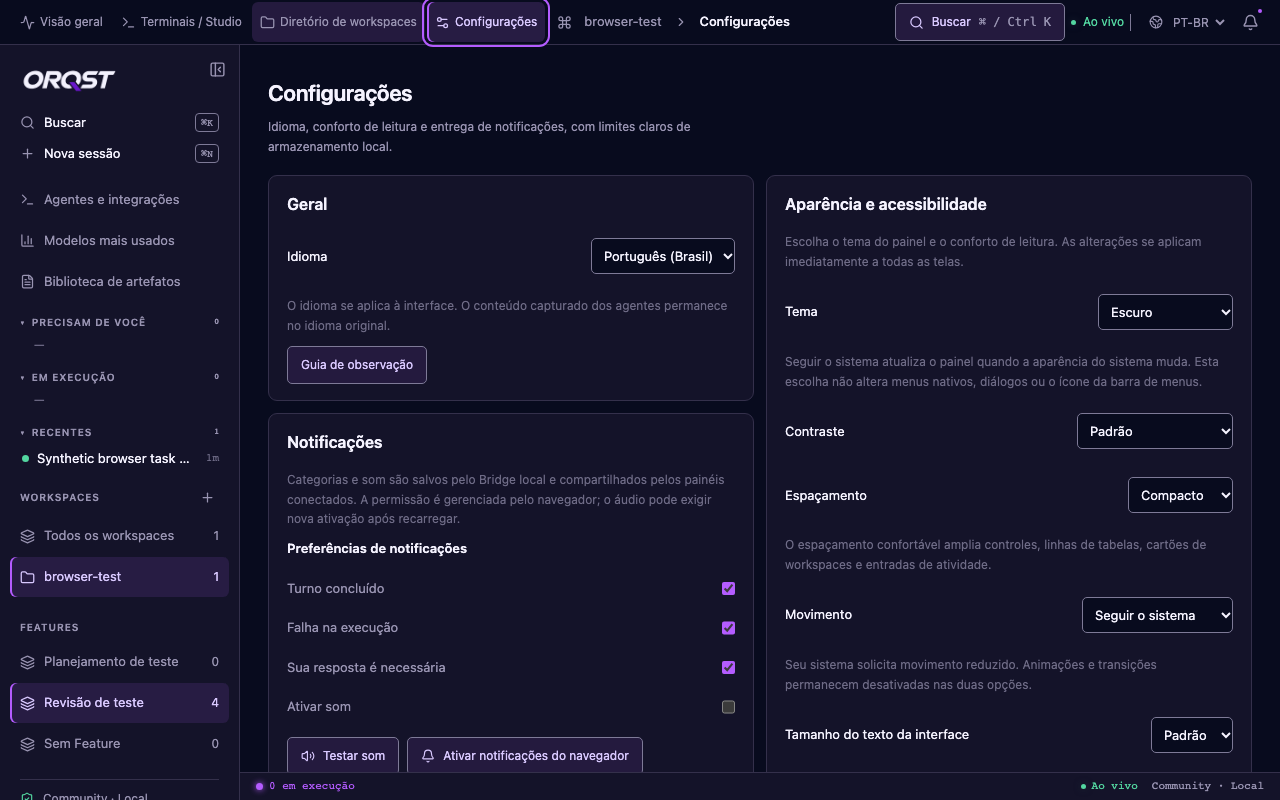 Visão geral
Terminais / Studio
Diretório de workspaces
Configurações
browser-test
Configurações
Buscar ⌘ / Ctrl K
Ao vivo
PT-BR
ORQST
Buscar ⌘K
Nova sessão ⌘N
Agentes e integrações
Modelos mais usados
Biblioteca de artefatos
PRECISAM DE VOCÊ 0
—
EM EXECUÇÃO 0
—
RECENTES 1
Synthetic browser task ... 1m
WORKSPACES
Todos os workspaces 1
browser-test 1
FEATURES
Planejamento de teste 0
Revisão de teste 4
Sem Feature 0
Community · Local
Configurações
Idioma, conforto de leitura e entrega de notificações, com limites claros de
armazenamento local.
Geral
Idioma
Português (Brasil)
O idioma se aplica à interface. O conteúdo capturado dos agentes permanece
no idioma original.
Guia de observação
Notificações
Categorias e som são salvos pelo Bridge local e compartilhados pelos painéis
conectados. A permissão é gerenciada pelo navegador; o áudio pode exigir
nova ativação após recarregar.
Preferências de notificações
Turno concluído
Falha na execução
Sua resposta é necessária
Ativar som
Testar som
Ativar notificações do navegador
Aparência e acessibilidade
Escolha o tema do painel e o conforto de leitura. As alterações se aplicam
imediatamente a todas as telas.
Tema
Escuro
Seguir o sistema atualiza o painel quando a aparência do sistema muda. Esta
escolha não altera menus nativos, diálogos ou o ícone da barra de menus.
Contraste
Padrão
Espaçamento
Compacto
O espaçamento confortável amplia controles, linhas de tabelas, cartões de
workspaces e entradas de atividade.
Movimento
Seguir o sistema
Seu sistema solicita movimento reduzido. Animações e transições
permanecem desativadas nas duas opções.
Tamanho do texto da interface
Padrão
0 em execução
Ao vivo
Community · Local